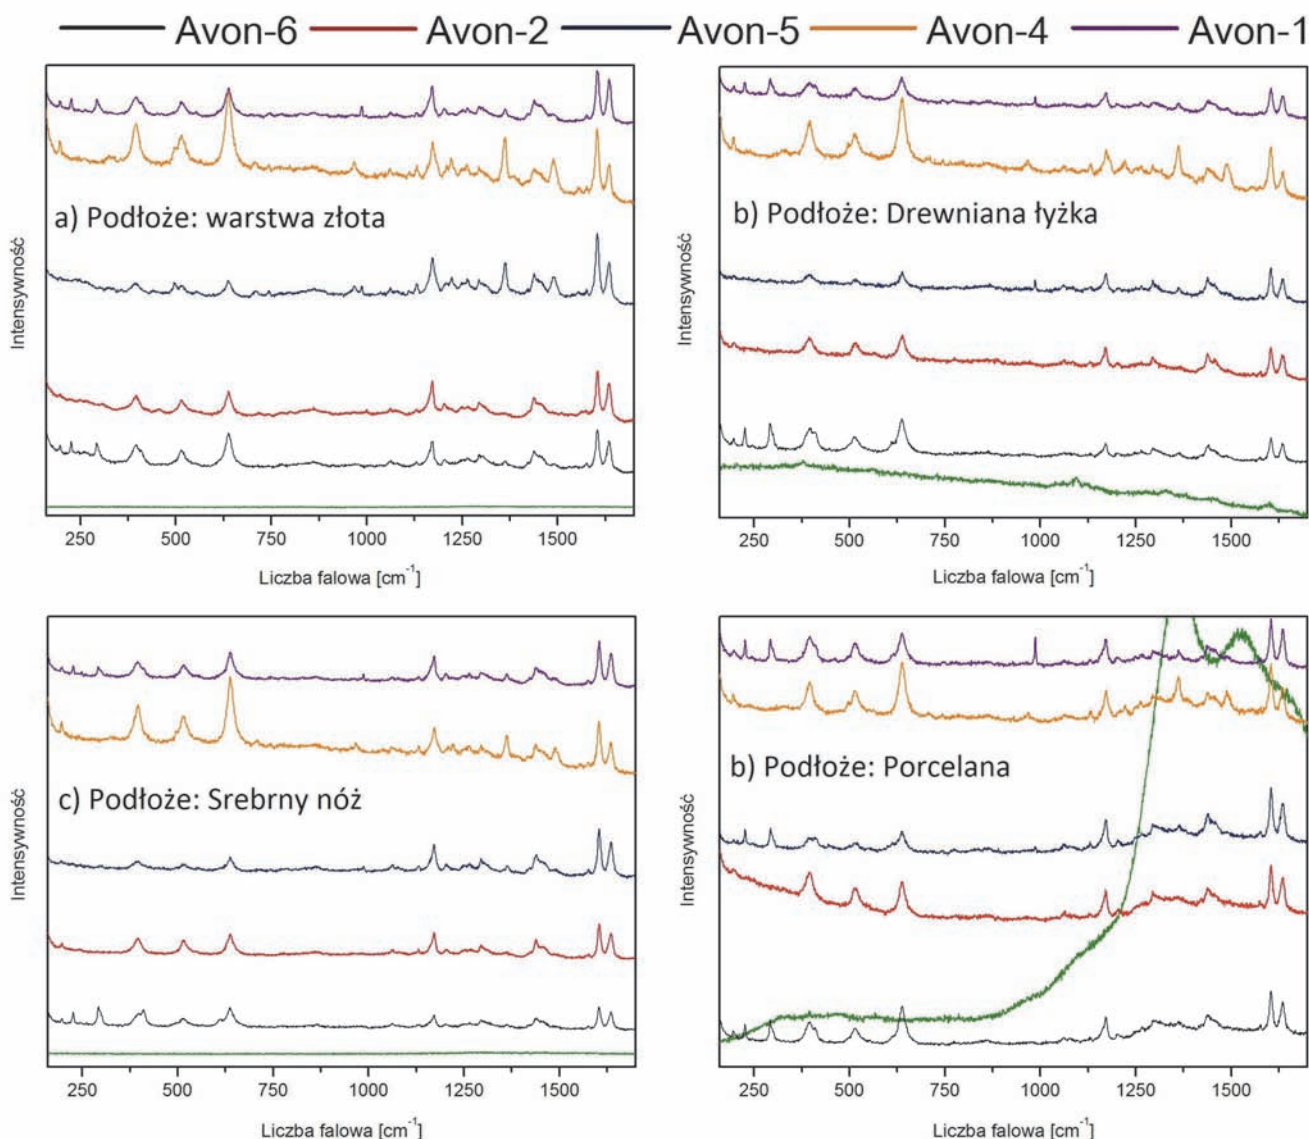 Avon-6 Avon-2 Avon-5 Avon-4 Avon-1
Intensywność
a) Podłoże: warstwa złota
250 500 750 1000 1250 1500
Liczba falowa [cm⁻¹]
Intensywność
b) Podłoże: Drewniana łyżka
250 500 750 1000 1250 1500
Liczba falowa [cm⁻¹]
Intensywność
c) Podłoże: Srebrny nóż
250 500 750 1000 1250 1500
Liczba falowa [cm⁻¹]
Intensywność
b) Podłoże: Porcelana
250 500 750 1000 1250 1500
Liczba falowa [cm⁻¹]